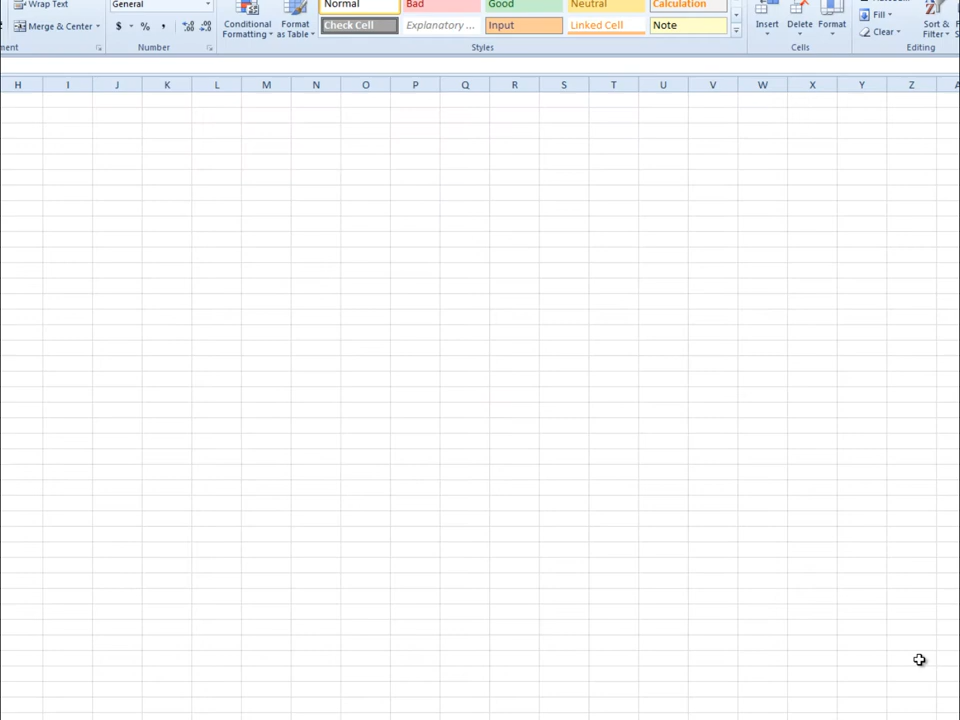 Wrap Text
General
Normal
Bad
Good
Neutral
Calculation
Merge & Center
$ % ,
Conditional
Formatting
Format
as Table
Check Cell
Explanatory ...
Input
Linked Cell
Note
Insert
Delete
Format
Fill
Clear
Sort &
Filter
Number
Styles
Cells
Editing
H I J K L M N O P Q R S T U V W X Y Z